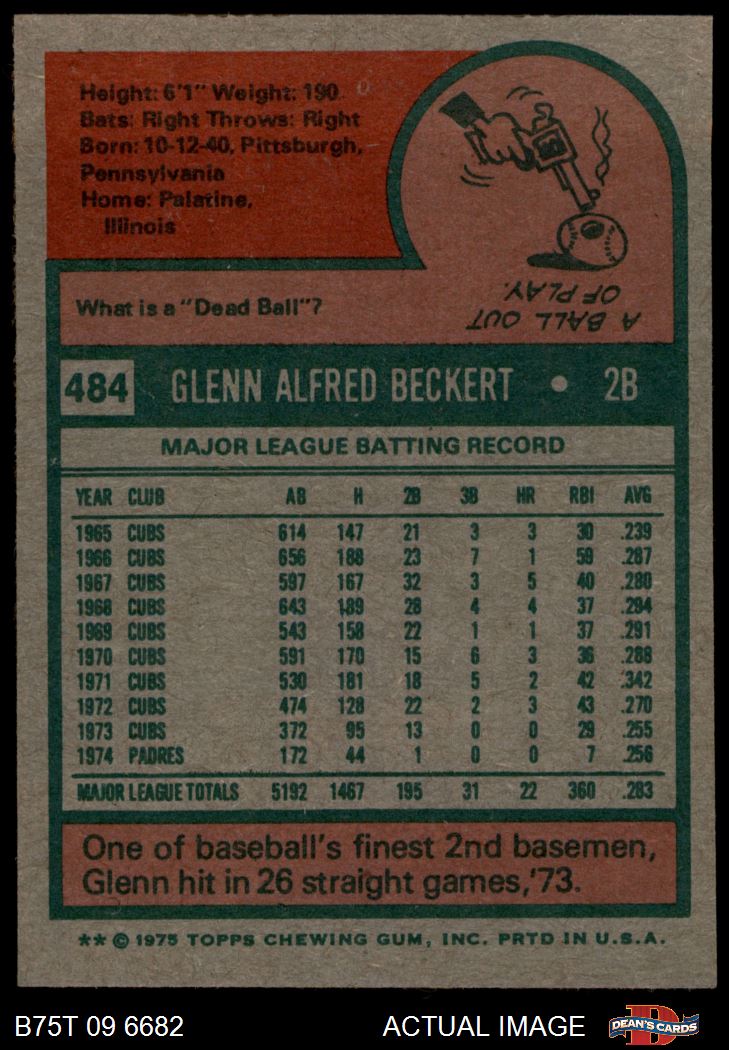 Height: 6'1" Weight: 190
Bats: Right Throws: Right
Born: 10-12-40, Pittsburgh,
Pennsylvania
Home: Palatine,
Illinois
What is a "Dead Ball"?
A BALL OUT
OF PLAY.
484 GLENN ALFRED BECKERT • 2B
MAJOR LEAGUE BATTING RECORD
YEAR CLUB AB H 2B 3B HR RBI AVG
1965 CUBS 614 147 21 3 3 30 .239
1966 CUBS 656 188 23 7 1 59 .287
1967 CUBS 597 167 32 3 5 40 .280
1968 CUBS 643 189 28 4 4 37 .294
1969 CUBS 543 158 22 1 1 37 .291
1970 CUBS 591 170 15 6 3 36 .288
1971 CUBS 530 181 18 5 2 42 .342
1972 CUBS 474 128 22 2 3 43 .270
1973 CUBS 372 95 13 0 0 29 .255
1974 PADRES 172 44 1 0 0 7 .256
MAJOR LEAGUE TOTALS 5192 1467 195 31 22 360 .283
One of baseball's finest 2nd basemen,
Glenn hit in 26 straight games,'73.
** © 1975 TOPPS CHEWING GUM, INC. PRTD IN U.S.A.
B75T 09 6682 ACTUAL IMAGE DEAN'S CARDS